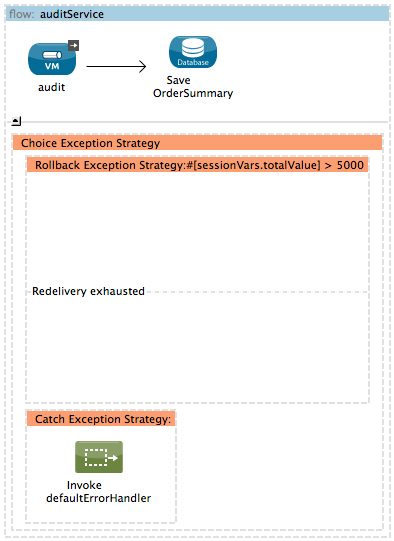 flow: auditService
VM
Database
audit
Save
OrderSummary
Choice Exception Strategy
Rollback Exception Strategy:#[sessionVars.totalValue] > 5000
Redelivery exhausted
Catch Exception Strategy:
Invoke
defaultErrorHandler